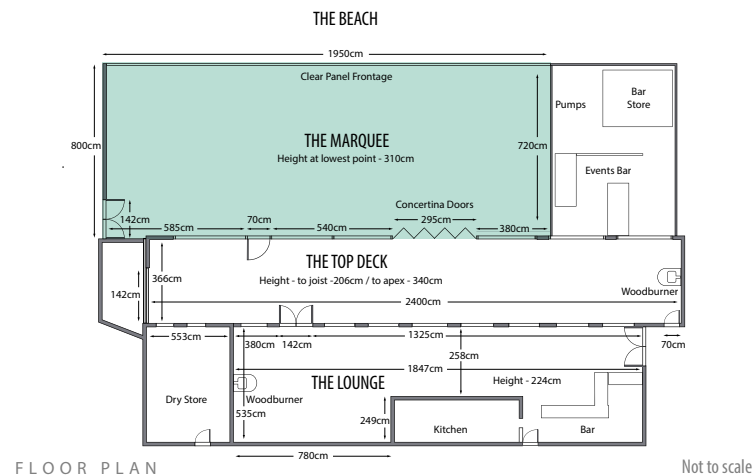 THE BEACH
1950cm
Clear Panel Frontage
Pumps
Bar
Store
800cm
THE MARQUEE
Height at lowest point - 310cm
720cm
Events Bar
Concertina Doors
142cm
585cm
70cm
540cm
295cm
380cm
THE TOP DECK
366cm
Height - to joist -206cm / to apex - 340cm
142cm
Woodburner
2400cm
553cm
380cm
142cm
1325cm
70cm
258cm
1847cm
THE LOUNGE
Height - 224cm
Dry Store
Woodburner
535cm
249cm
Kitchen
Bar
780cm
FLOOR PLAN
Not to scale